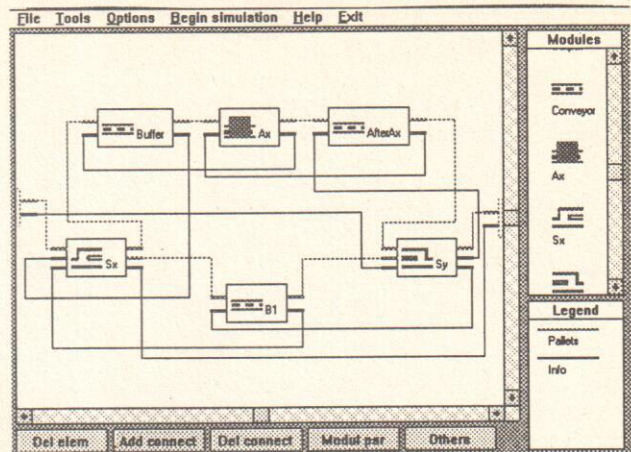 File Tools Options Begin simulation Help Exit
Modules
Conveyor
Ax
Sx
Buffer
Ax
AfterAx
Sx
Sy
B1
Legend
Pallets
Info
Del elem
Add connect
Del connect
Modul par
Others